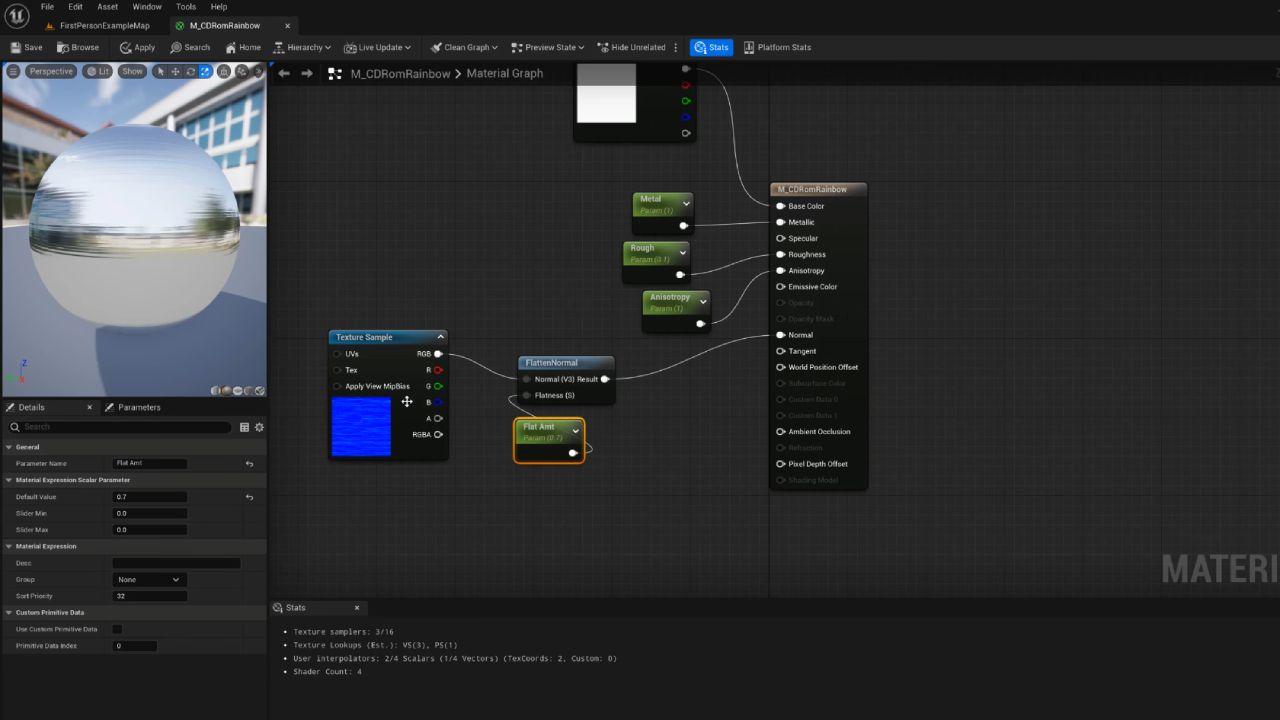 File Edit Asset Window Tools Help
FirstPersonExampleMap M_CDRomRainbow
Save Browse Apply Search Home Hierarchy Live Update Clean Graph Preview State Hide Unrelated Stats Platform Stats
Perspective Lit Show
M_CDRomRainbow > Material Graph
M_CDRomRainbow
Base Color
Metallic
Specular
Roughness
Anisotropy
Emissive Color
Opacity
Opacity Mask
Normal
Tangent
World Position Offset
Subsurface Color
Custom Data 0
Custom Data 1
Ambient Occlusion
Refraction
Pixel Depth Offset
Shading Model
Metal
Param (1)
Rough
Param (0.1)
Anisotropy
Param (1)
Texture Sample
UVs RGB
Tex R
Apply View MipBias G
B
A
RGBA
FlattenNormal
Normal (V3) Result
Flatness (S)
Flat Amt
Param (0.7)
Z
X
Details Parameters
Search
General
Parameter Name Flat Amt
Material Expression Scalar Parameter
Default Value 0.7
Slider Min 0.0
Slider Max 0.0
Material Expression
Desc
Group None
Sort Priority 32
Custom Primitive Data
Use Custom Primitive Data
Primitive Data Index 0
MATERI
Stats
Texture samplers: 3/16
Texture Lookups (Est.): VS(3), PS(1)
User interpolators: 2/4 Scalars (1/4 Vectors) (TexCoords: 2, Custom: 0)
Shader Count: 4